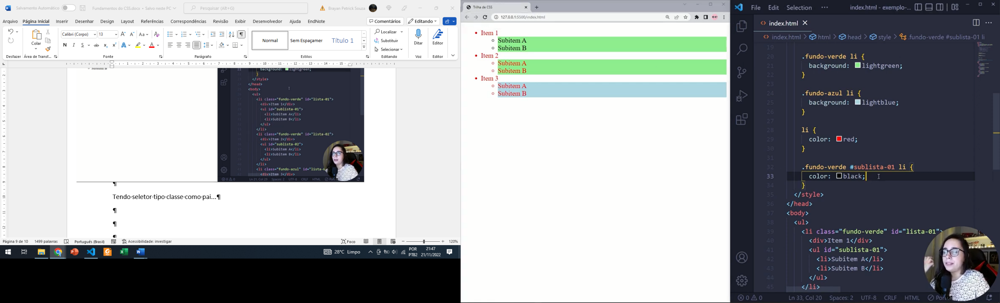 Salvamento Automático
Fundamentos do CSS.docx • Salvo neste PC
Pesquisar (Alt+G)
Brayan Petrick Souza
Arquivo Página Inicial Inserir Desenhar Design Layout Referências Correspondências Revisão Exibir Desenvolvedor Ajuda EndNote
Comentários
Editando
Colar
Calibri (Corpo) 13
Normal
Sem Espaçamer
Título 1
Localizar
Substituir
Selecionar
Ditar
Editor
Desfazer Área de Transf... Fonte Parágrafo Estilos Editando Voz Editor
Subitem B
21 background: lightgreen;
}
</style>
</head>
<body>
<ul>
<li class="fundo-verde" id="lista-01">
<div>Item 1</div>
<ul id="sublista-01">
<li>Subitem A</li>
<li>Subitem B</li>
</ul>
</li>
<li class="fundo-verde" id="lista-02">
<div>Item 2</div>
<ul id="sublista-02">
<li>Subitem A</li>
<li>Subitem B</li>
</ul>
</li>
<li class="fundo-azul" id="lista-
<div>Item 3</div>
Ln 21, Col 29 Spaces: 2 UTF-8 CRLF HTML
Tendo·seletor·tipo·classe·como·pai...¶
¶
¶
Página 9 de 10 1499 palavras Português (Brasil) Acessibilidade: investigar Foco 120%
28°C Limpo
POR
PTB2
21:47
21/11/2022
Trilha de CSS
127.0.0.1:5500/index.html
• Item 1
Subitem A
Subitem B
• Item 2
Subitem A
Subitem B
• Item 3
Subitem A
Subitem B
File Edit Selection ··· index.html - exemplo-...
index.html
index.html > html > head > style > .fundo-verde #sublista-01 li
19
20 .fundo-verde li {
21 background: lightgreen;
22 }
23
24 .fundo-azul li {
25 background: lightblue;
26 }
27
28 li {
29 color: red;
30 }
31
32 .fundo-verde #sublista-01 li {
33 color: black;
34 }
35 </style>
36 </head>
37 <body>
38 <ul>
39 <li class="fundo-verde" id="lista-01">
40 <div>Item 1</div>
41 <ul id="sublista-01">
42 <li>Subitem A</li>
43 <li>Subitem B</li>
44 </ul>
45 </li>
0 0 Ln 33, Col 20 Spaces: 2 UTF-8 CRLF HTML